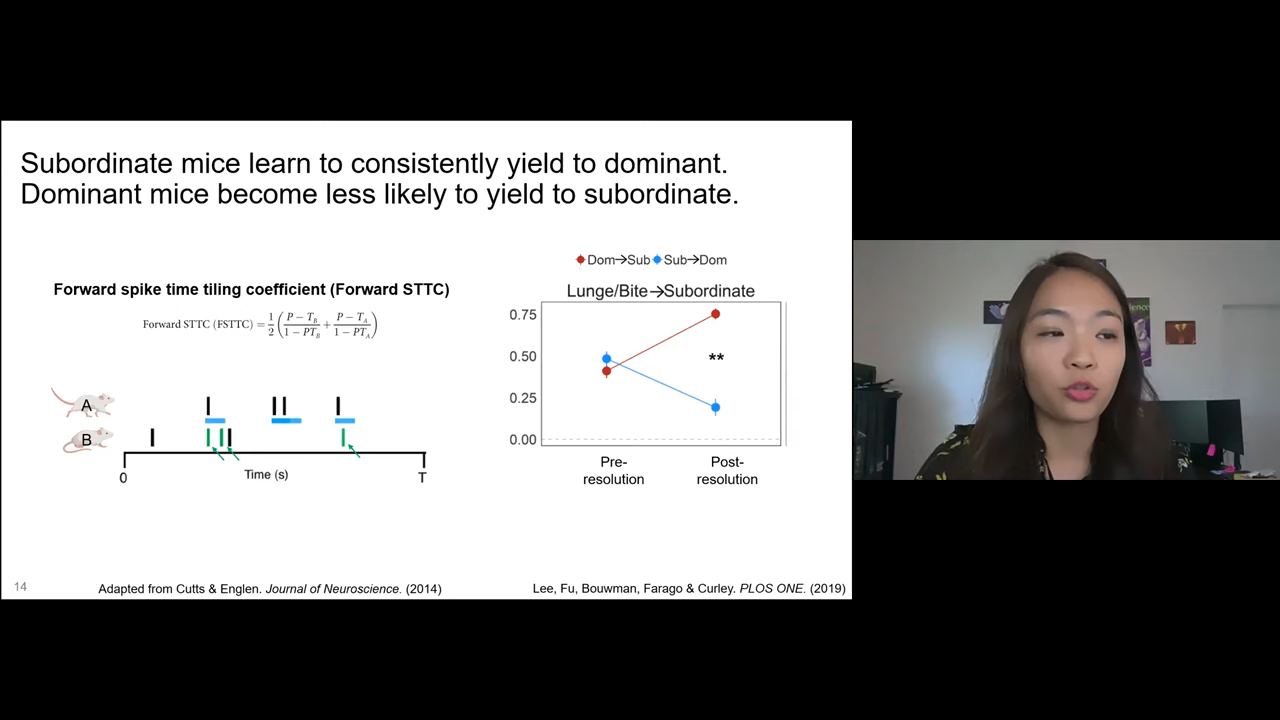 Subordinate mice learn to consistently yield to dominant.
Dominant mice become less likely to yield to subordinate.
Forward spike time tiling coefficient (Forward STTC)
Forward STTC (FSTTC) = 1/2 ( P − T_B / 1 − PT_B + P − T_A / 1 − PT_A )
A
B
0
Time (s)
T
Dom→Sub Sub→Dom
Lunge/Bite→Subordinate
0.75
0.50
**
0.25
0.00
Pre-
resolution
Post-
resolution
14
Adapted from Cutts & Englen. Journal of Neuroscience. (2014)
Lee, Fu, Bouwman, Farago & Curley. PLOS ONE. (2019)